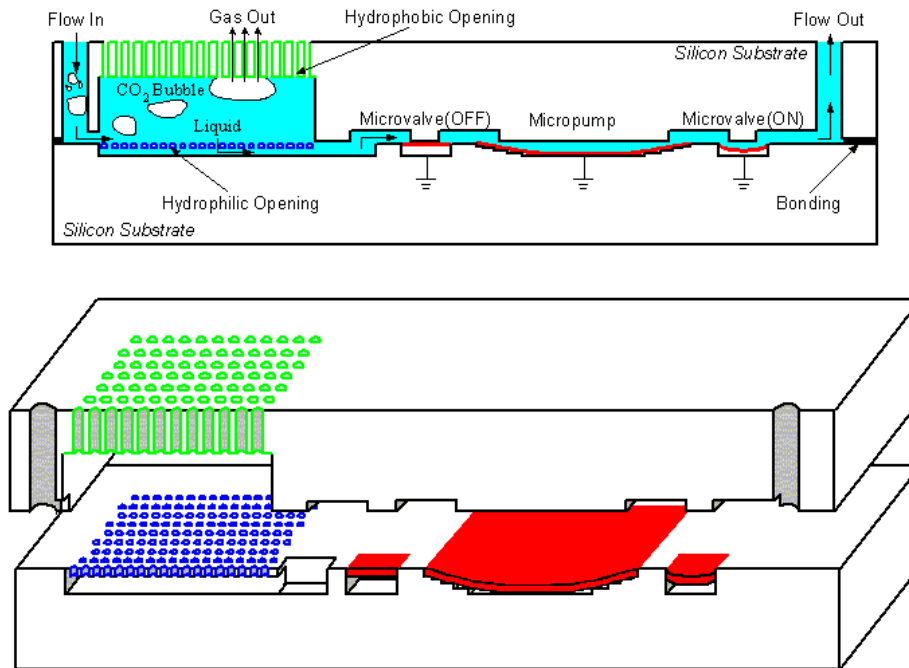 Flow In
Gas Out
Hydrophobic Opening
Flow Out
Silicon Substrate
CO2 Bubble
Liquid
Microvalve(OFF)
Micropump
Microvalve(ON)
Hydrophilic Opening
Bonding
Silicon Substrate